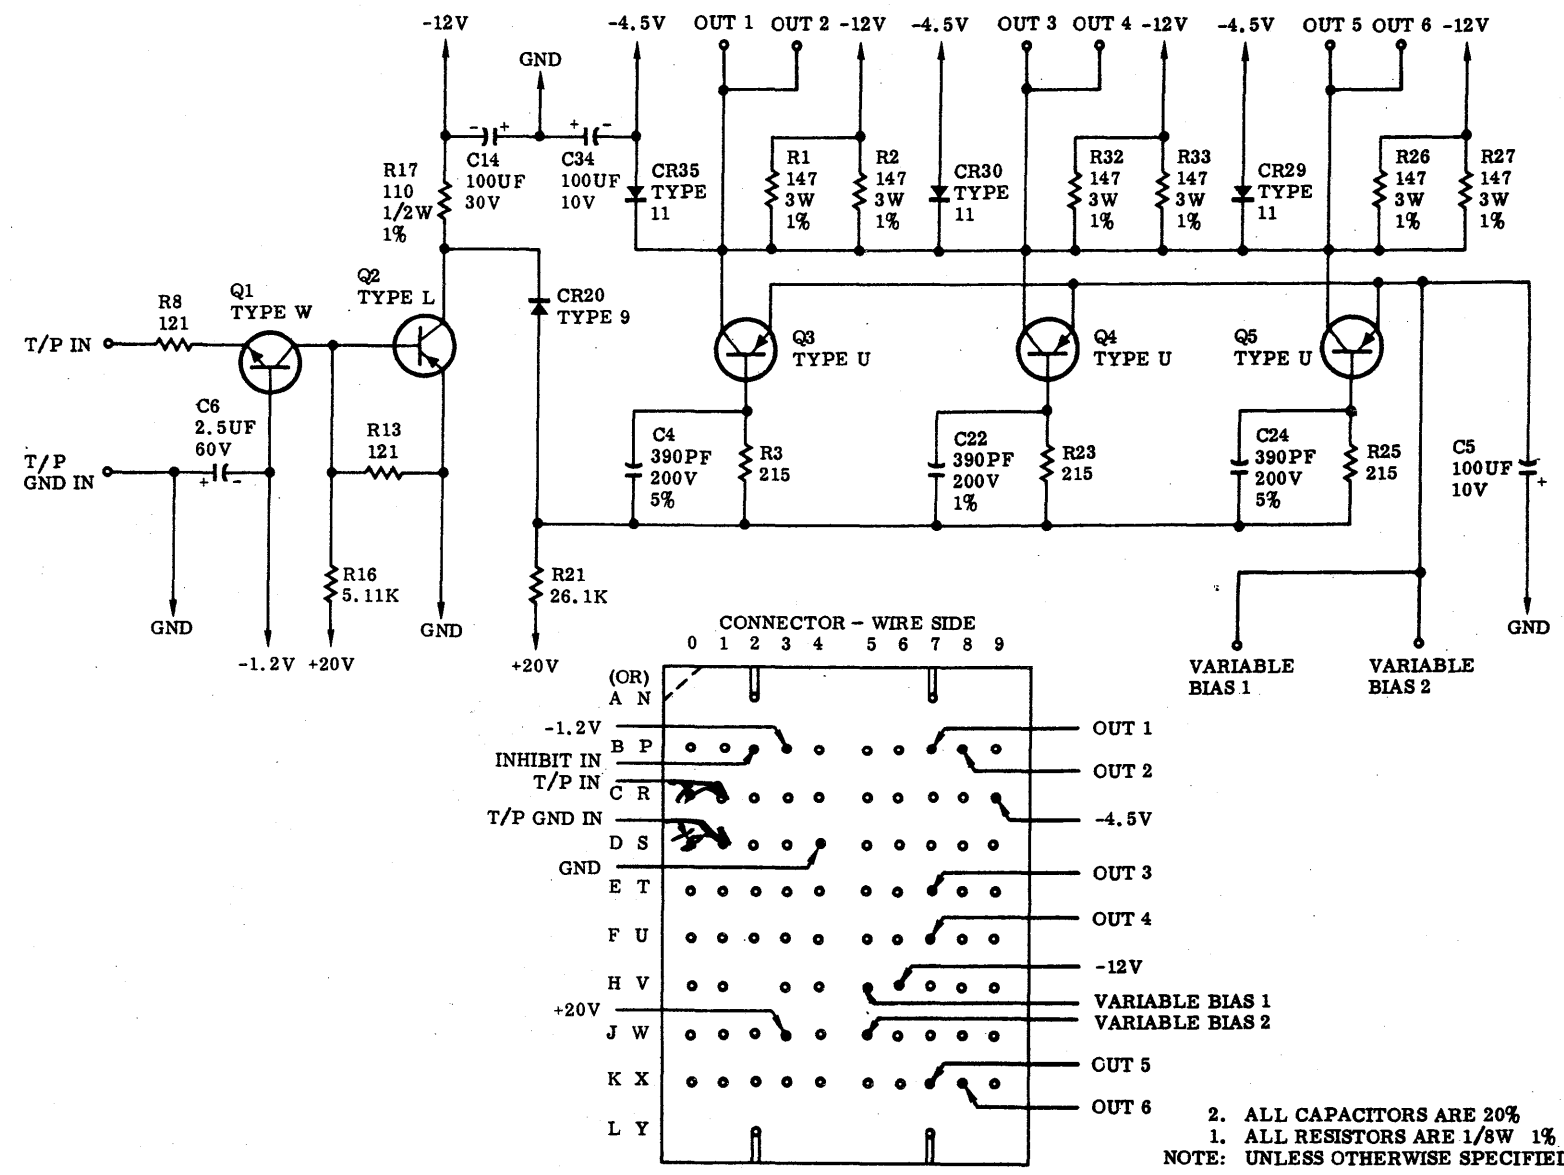 -12V
GND
-4.5V OUT 1 OUT 2 -12V -4.5V OUT 3 OUT 4 -12V -4.5V OUT 5 OUT 6 -12V
- +
+ -
R17
110
1/2W
1%
C14
100UF
30V
C34
100UF
10V
CR35
TYPE
11
R1
147
3W
1%
R2
147
3W
1%
CR30
TYPE
11
R32
147
3W
1%
R33
147
3W
1%
CR29
TYPE
11
R26
147
3W
1%
R27
147
3W
1%
T/P IN
R8
121
Q1
TYPE W
Q2
TYPE L
CR20
TYPE 9
Q3
TYPE U
Q4
TYPE U
Q5
TYPE U
T/P
GND IN
C6
2.5UF
60V
+ -
R13
121
C4
390PF
200V
5%
R3
215
C22
390PF
200V
1%
R23
215
C24
390PF
200V
5%
R25
215
C5
100UF
10V
-
+
GND
R16
5.11K
-1.2V +20V
GND
R21
26.1K
+20V
VARIABLE
BIAS 1
VARIABLE
BIAS 2
GND
CONNECTOR - WIRE SIDE
0 1 2 3 4 5 6 7 8 9
(OR)
A N
-1.2V
B P
INHIBIT IN
T/P IN
C R
T/P GND IN
D S
GND
E T
F U
H V
+20V
J W
K X
L Y
OUT 1
OUT 2
-4.5V
OUT 3
OUT 4
-12V
VARIABLE BIAS 1
VARIABLE BIAS 2
OUT 5
OUT 6
2. ALL CAPACITORS ARE 20%
1. ALL RESISTORS ARE 1/8W 1%
NOTE: UNLESS OTHERWISE SPECIFIED